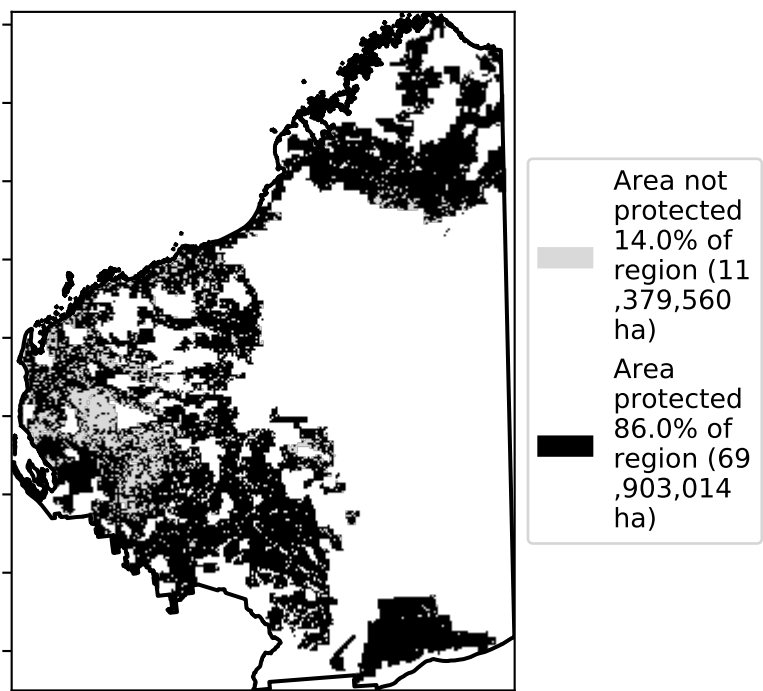 Area not
protected
14.0% of
region (11
,379,560
ha)
Area
protected
86.0% of
region (69
,903,014
ha)